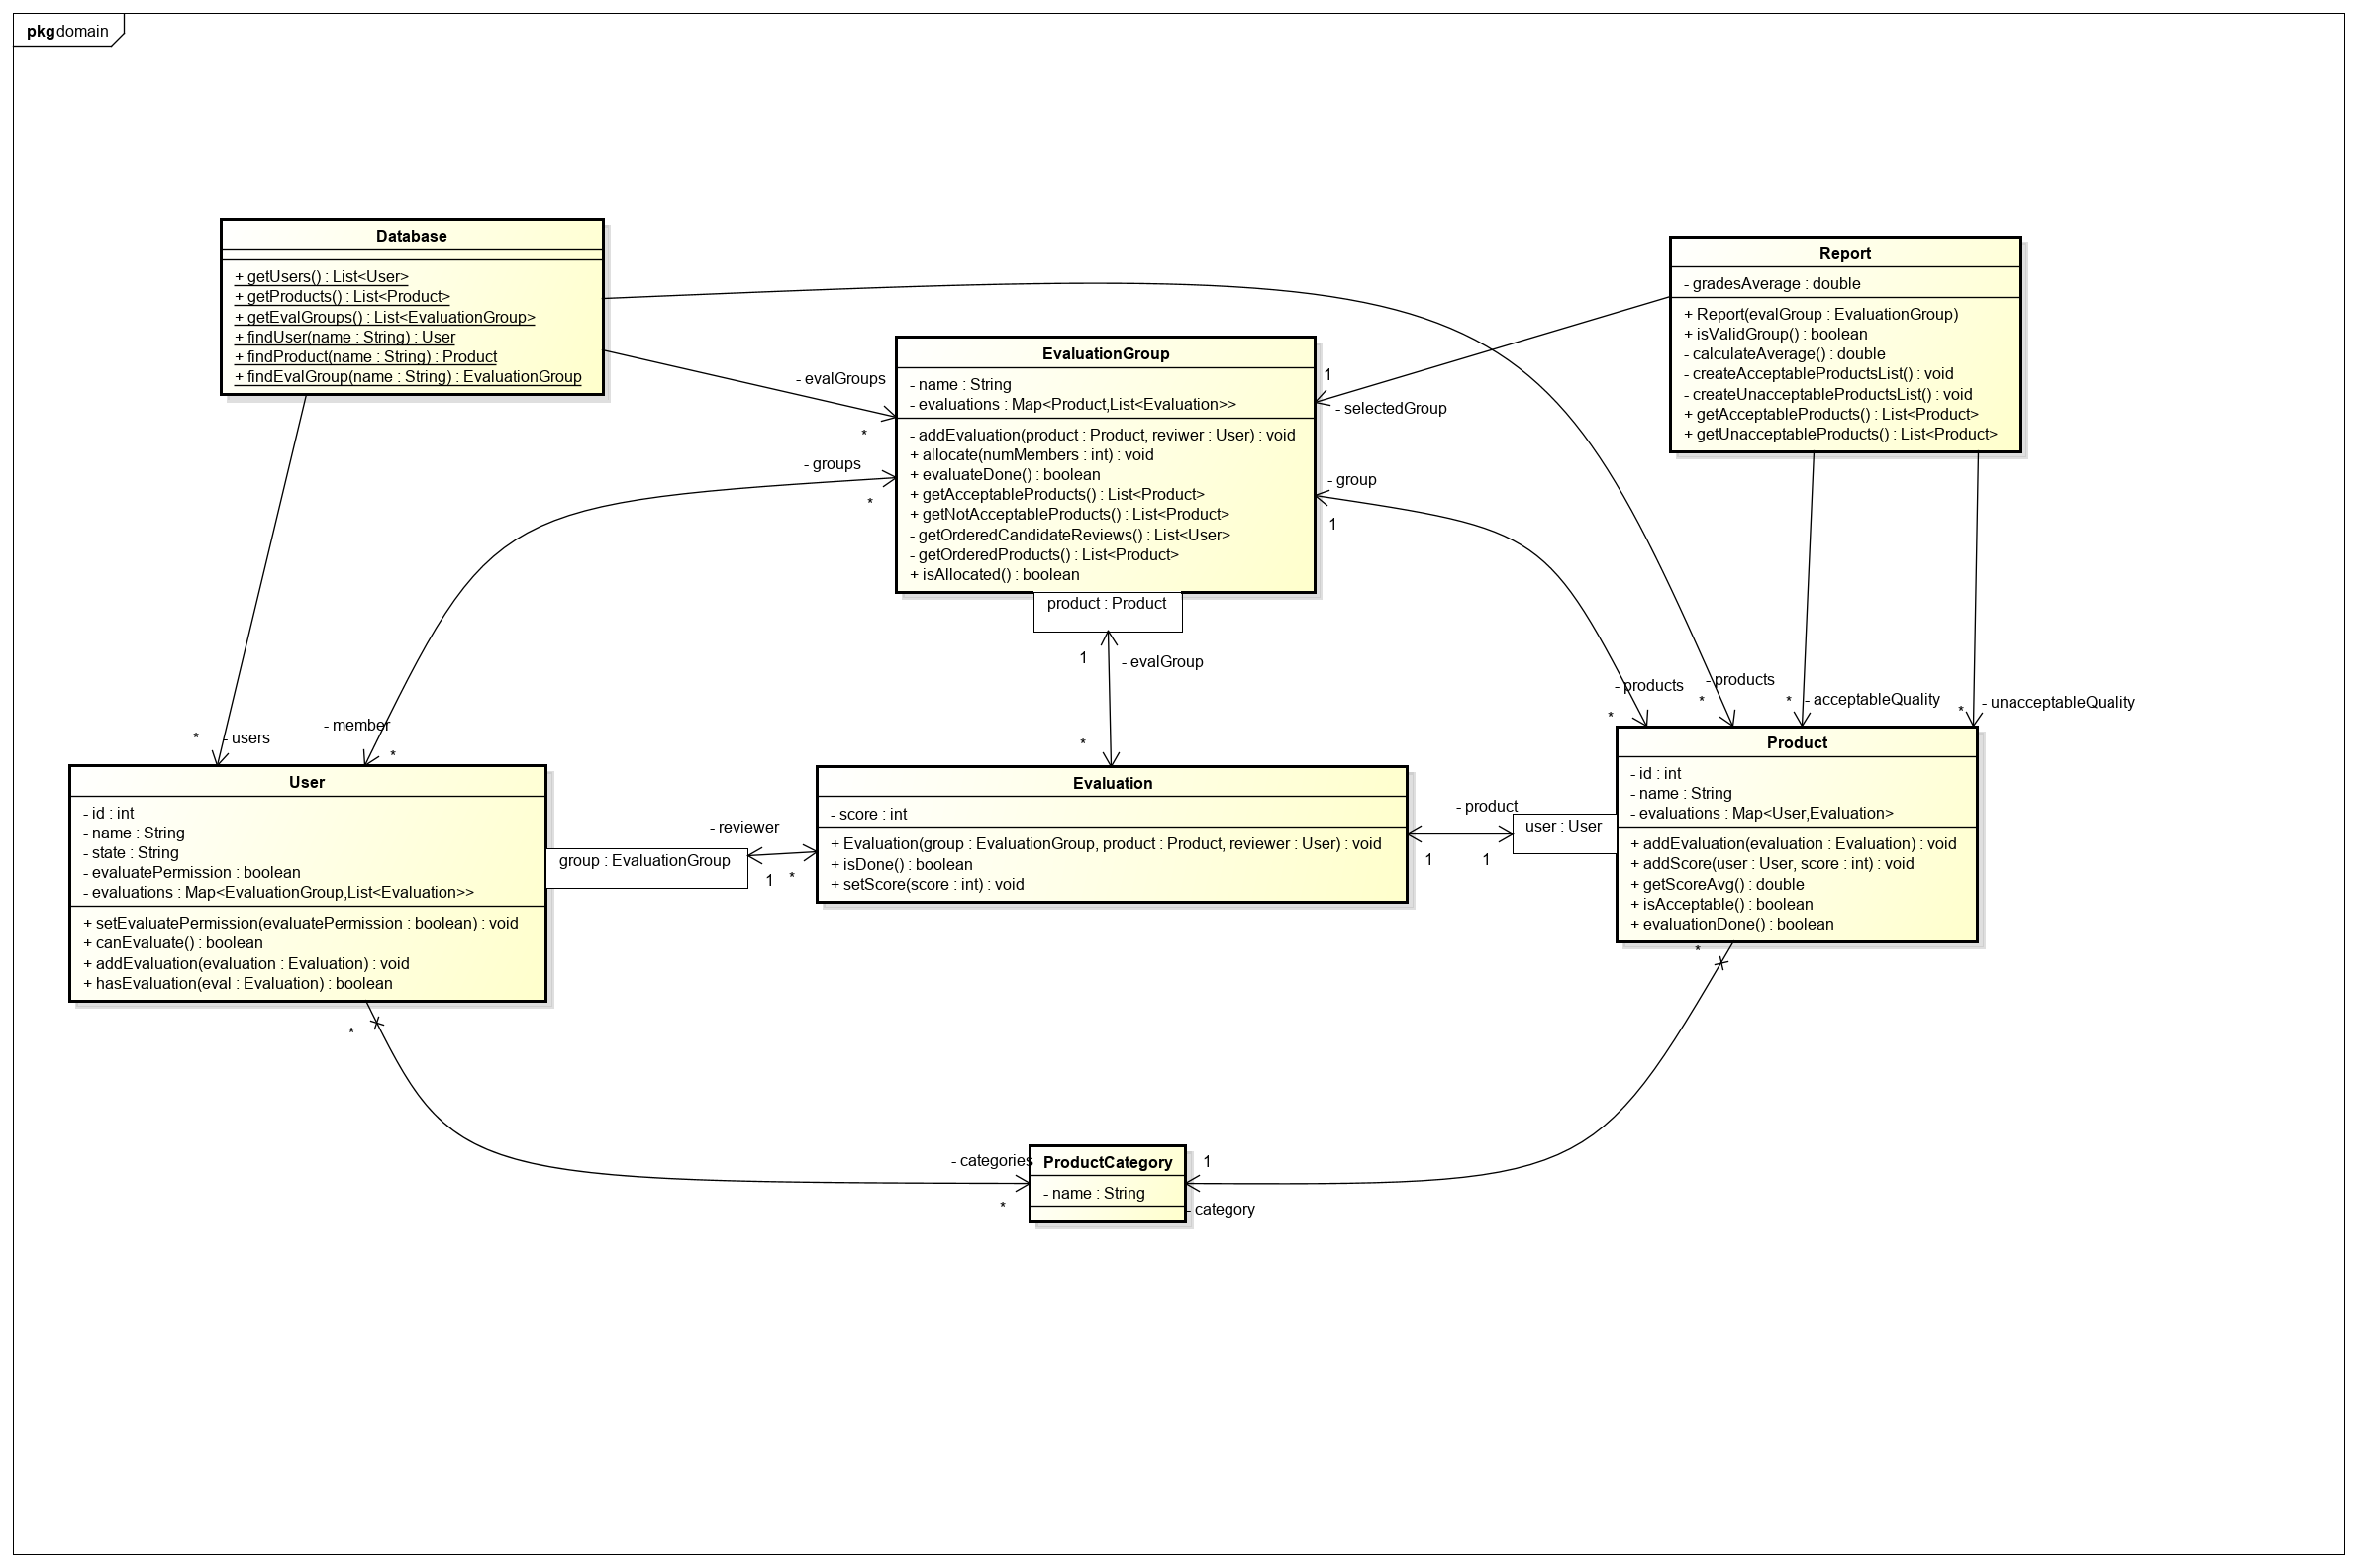 pkg domain
Database
+ getUsers() : List<User>
+ getProducts() : List<Product>
+ getEvalGroups() : List<EvaluationGroup>
+ findUser(name : String) : User
+ findProduct(name : String) : Product
+ findEvalGroup(name : String) : EvaluationGroup
Report
- gradesAverage : double
+ Report(evalGroup : EvaluationGroup)
+ isValidGroup() : boolean
- calculateAverage() : double
- createAcceptableProductsList() : void
- createUnacceptableProductsList() : void
+ getAcceptableProducts() : List<Product>
+ getUnacceptableProducts() : List<Product>
EvaluationGroup
- name : String
- evaluations : Map<Product,List<Evaluation>>
- addEvaluation(product : Product, reviwer : User) : void
+ allocate(numMembers : int) : void
+ evaluateDone() : boolean
+ getAcceptableProducts() : List<Product>
+ getNotAcceptableProducts() : List<Product>
- getOrderedCandidateReviews() : List<User>
- getOrderedProducts() : List<Product>
+ isAllocated() : boolean
product : Product
- evalGroups
*
- groups
*
1
- selectedGroup
- group
1
1
- evalGroup
*
- products
*
- products
*
* - acceptableQuality
* - unacceptableQuality
- member
*
*
- users
User
- id : int
- name : String
- state : String
- evaluatePermission : boolean
- evaluations : Map<EvaluationGroup,List<Evaluation>>
+ setEvaluatePermission(evaluatePermission : boolean) : void
+ canEvaluate() : boolean
+ addEvaluation(evaluation : Evaluation) : void
+ hasEvaluation(eval : Evaluation) : boolean
group : EvaluationGroup
- reviewer
1
*
Evaluation
- score : int
+ Evaluation(group : EvaluationGroup, product : Product, reviewer : User) : void
+ isDone() : boolean
+ setScore(score : int) : void
- product
1
1
user : User
Product
- id : int
- name : String
- evaluations : Map<User,Evaluation>
+ addEvaluation(evaluation : Evaluation) : void
+ addScore(user : User, score : int) : void
+ getScoreAvg() : double
+ isAcceptable() : boolean
+ evaluationDone() : boolean
*
*
- categories
*
ProductCategory
- name : String
1
- category